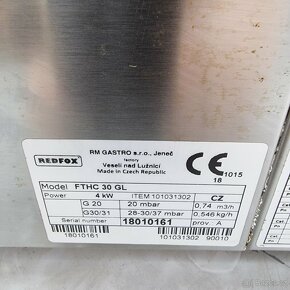 RM GASTRO s.r.o., Jeneč
factory
Veselí nad Lužnicí
Made in Czech Republic
REDFOX
CE 1015
18
Model FTHC 30 GL
Power 4 kW ITEM 101031302 CZ
G 20 20 mbar 0,74 m3/h
G30/31 28-30/37 mbar 0,546 kg/h
Serial number 18010161 prov. A
18010161 101031302 90010